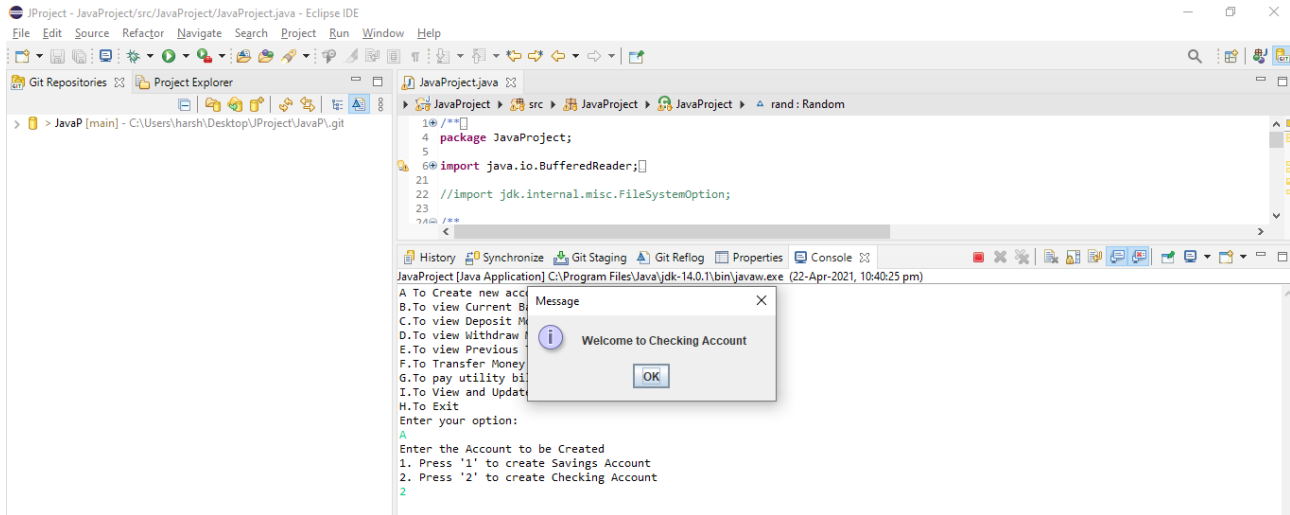 JProject - JavaProject/src/JavaProject/JavaProject.java - Eclipse IDE
File Edit Source Refactor Navigate Search Project Run Window Help
Git Repositories Project Explorer
> JavaP [main] - C:\Users\harsh\Desktop\JProject\JavaP\.git
JavaProject.java
JavaProject src JavaProject JavaProject rand : Random
1 /**
4 package JavaProject;
5
6 import java.io.BufferedReader;
21
22 //import jdk.internal.misc.FileSystemOption;
23
24 /**
History Synchronize Git Staging Git Reflog Properties Console
JavaProject [Java Application] C:\Program Files\Java\jdk-14.0.1\bin\javaw.exe (22-Apr-2021, 10:40:25 pm)
A To Create new acc
B.To view Current Ba
C.To view Deposit Mo
D.To view Withdraw
E.To view Previous
F.To Transfer Money
G.To pay utility bi
I.To View and Update
H.To Exit
Enter your option:
A
Enter the Account to be Created
1. Press '1' to create Savings Account
2. Press '2' to create Checking Account
2
Message
Welcome to Checking Account
OK